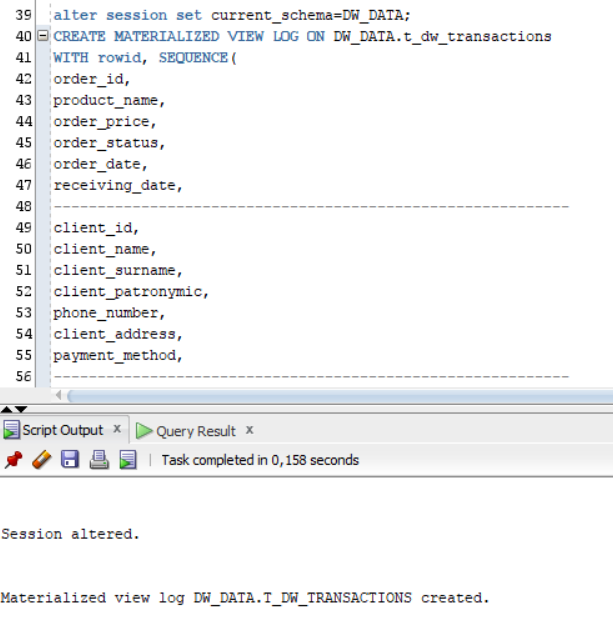 39 alter session set current_schema=DW_DATA;
40 CREATE MATERIALIZED VIEW LOG ON DW_DATA.t_dw_transactions
41 WITH rowid, SEQUENCE(
42 order_id,
43 product_name,
44 order_price,
45 order_status,
46 order_date,
47 receiving_date,
48 -----------------------------------------------------------
49 client_id,
50 client_name,
51 client_surname,
52 client_patronymic,
53 phone_number,
54 client_address,
55 payment_method,
56 -----------------------------------------------------------
Script Output x Query Result x
Task completed in 0,158 seconds
Session altered.
Materialized view log DW_DATA.T_DW_TRANSACTIONS created.